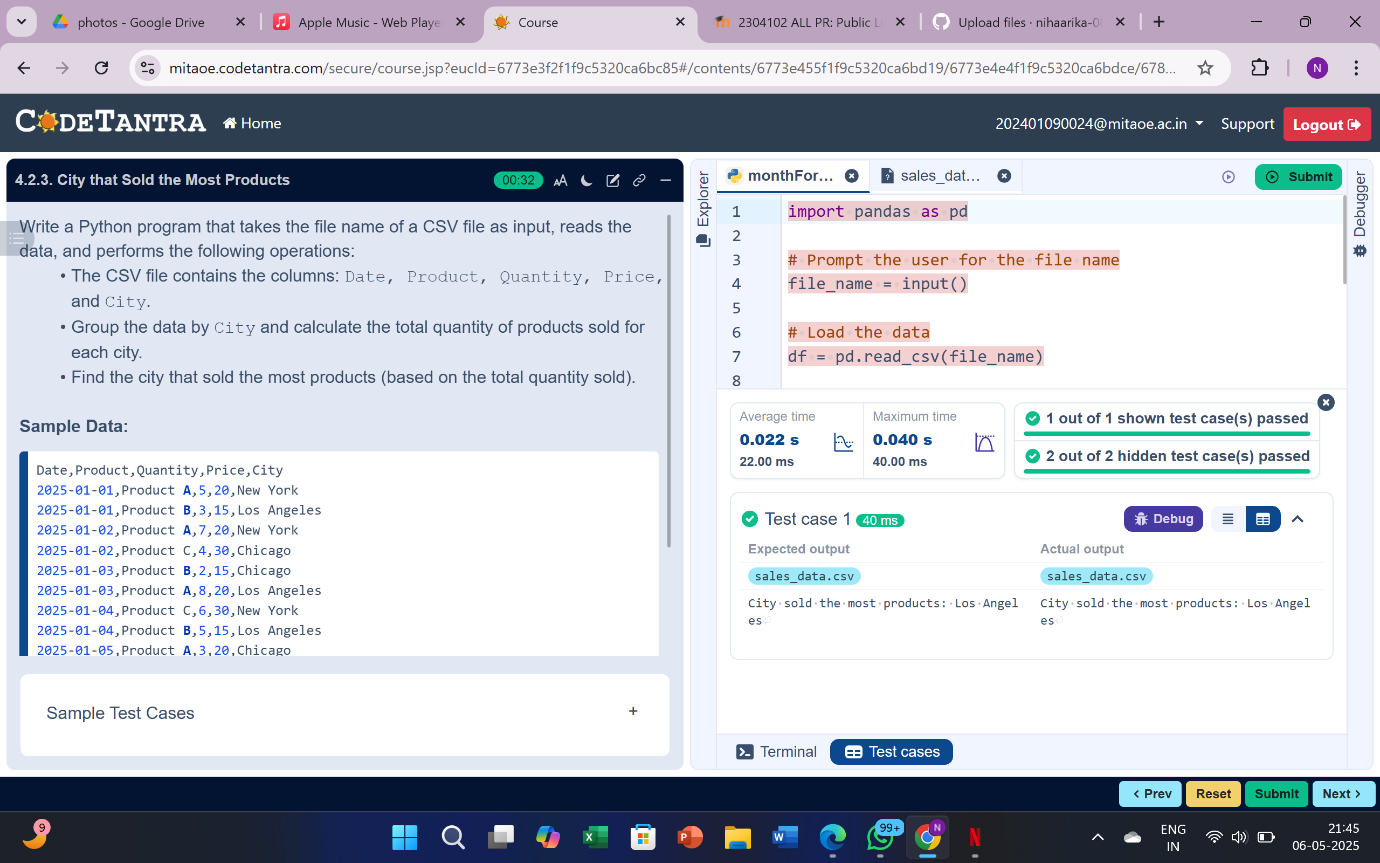 photos - Google Drive
Apple Music - Web Playe
Course
2304102 ALL PR: Public L
Upload files · nihaarika-0
mitaoe.codetantra.com/secure/course.jsp?eucId=6773e3f2f1f9c5320ca6bc85#/contents/6773e455f1f9c5320ca6bd19/6773e4e4f1f9c5320ca6bdce/678...
N
CODETANTRA
Home
202401090024@mitaoe.ac.in
Support
Logout
4.2.3. City that Sold the Most Products
00:32
AA
Write a Python program that takes the file name of a CSV file as input, reads the
data, and performs the following operations:
• The CSV file contains the columns: Date, Product, Quantity, Price,
and City.
• Group the data by City and calculate the total quantity of products sold for
each city.
• Find the city that sold the most products (based on the total quantity sold).
Sample Data:
Date,Product,Quantity,Price,City
2025-01-01,Product A,5,20,New York
2025-01-01,Product B,3,15,Los Angeles
2025-01-02,Product A,7,20,New York
2025-01-02,Product C,4,30,Chicago
2025-01-03,Product B,2,15,Chicago
2025-01-03,Product A,8,20,Los Angeles
2025-01-04,Product C,6,30,New York
2025-01-04,Product B,5,15,Los Angeles
2025-01-05,Product A,3,20,Chicago
Sample Test Cases
+
Explorer
monthFor...
sales_dat...
Submit
Debugger
1 import pandas as pd
2
3 # Prompt the user for the file name
4 file_name = input()
5
6 # Load the data
7 df = pd.read_csv(file_name)
8
Average time
0.022 s
22.00 ms
Maximum time
0.040 s
40.00 ms
1 out of 1 shown test case(s) passed
2 out of 2 hidden test case(s) passed
Test case 1 40 ms
Debug
Expected output
Actual output
sales_data.csv
sales_data.csv
City·sold·the·most·products:·Los·Angel
es
City·sold·the·most·products:·Los·Angel
es
Terminal
Test cases
< Prev
Reset
Submit
Next >
9
99+
N
ENG
IN
21:45
06-05-2025